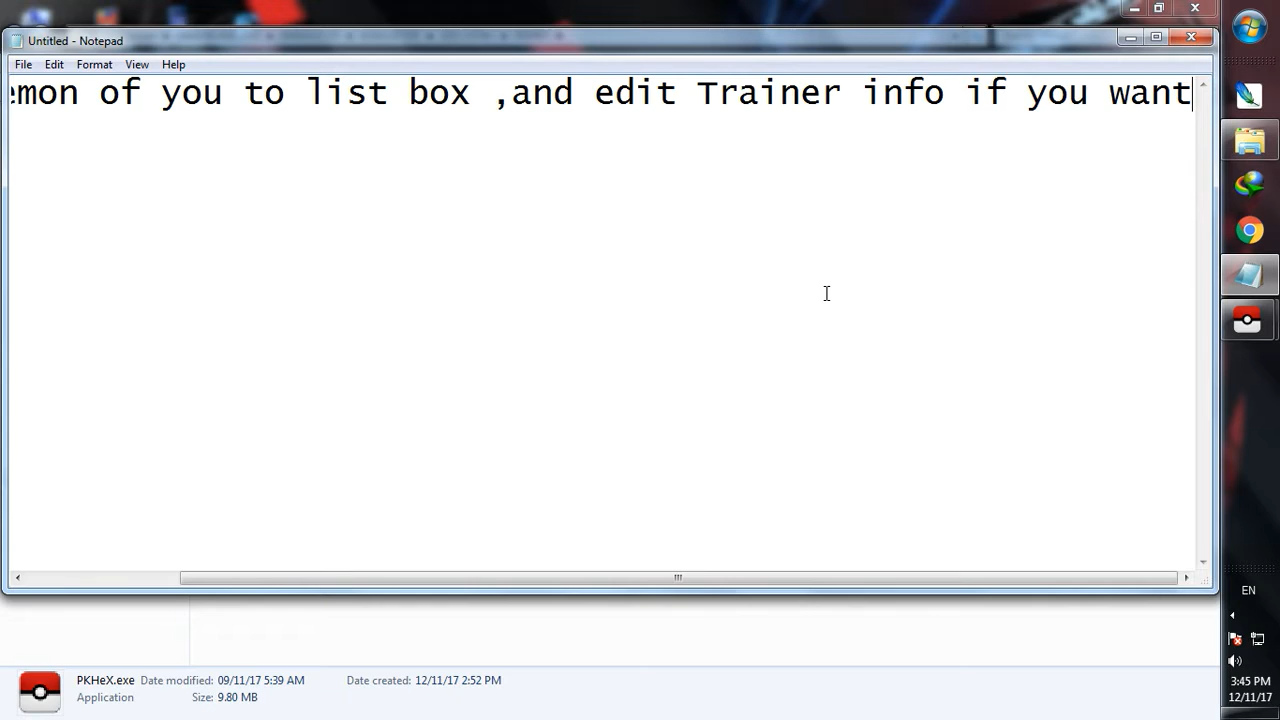 Untitled - Notepad
File Edit Format View Help
emon of you to list box ,and edit Trainer info if you want
EN
PKHeX.exe Date modified: 09/11/17 5:39 AM Date created: 12/11/17 2:52 PM
Application Size: 9.80 MB
3:45 PM
12/11/17